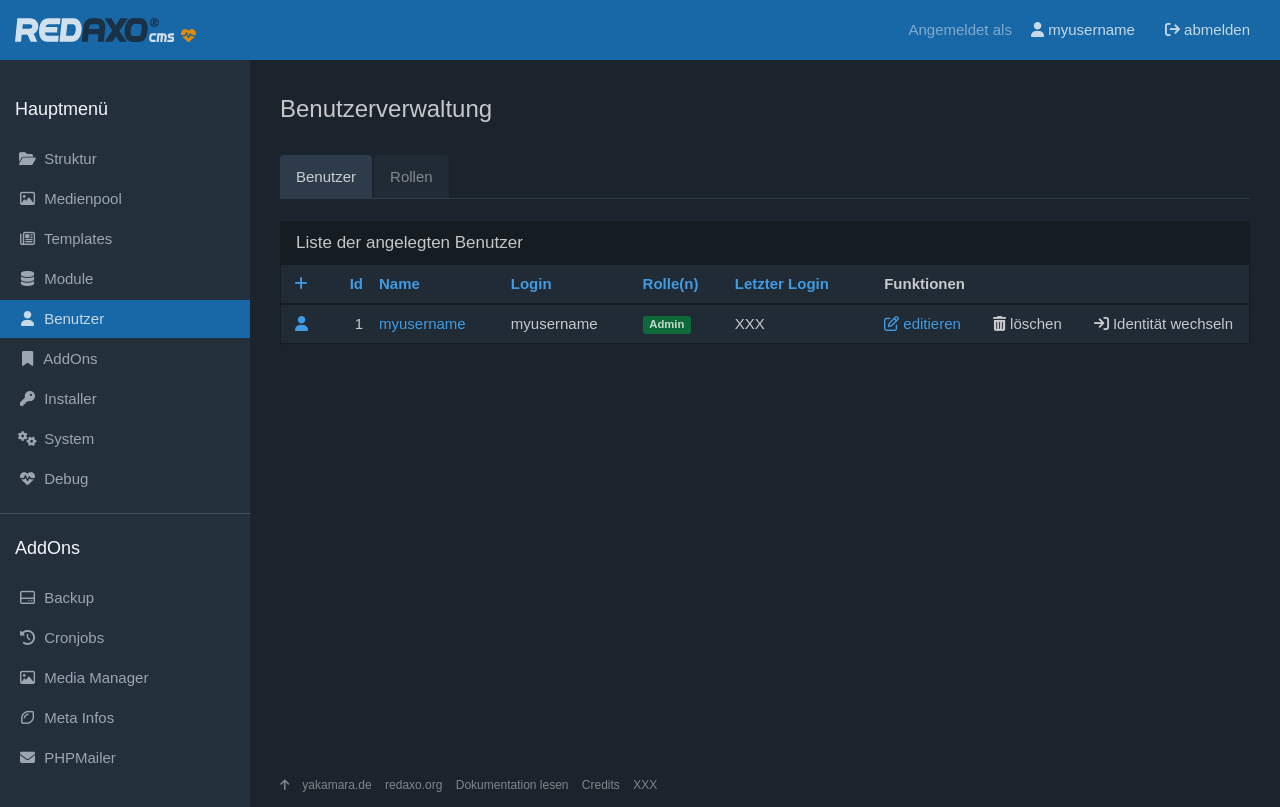 REDAXO® cms
Angemeldet als myusername abmelden
Hauptmenü
Struktur
Medienpool
Templates
Module
Benutzer
AddOns
Installer
System
Debug
AddOns
Backup
Cronjobs
Media Manager
Meta Infos
PHPMailer
Benutzerverwaltung
Benutzer Rollen
Liste der angelegten Benutzer
Id Name Login Rolle(n) Letzter Login Funktionen
1 myusername myusername Admin XXX editieren löschen Identität wechseln
yakamara.de redaxo.org Dokumentation lesen Credits XXX